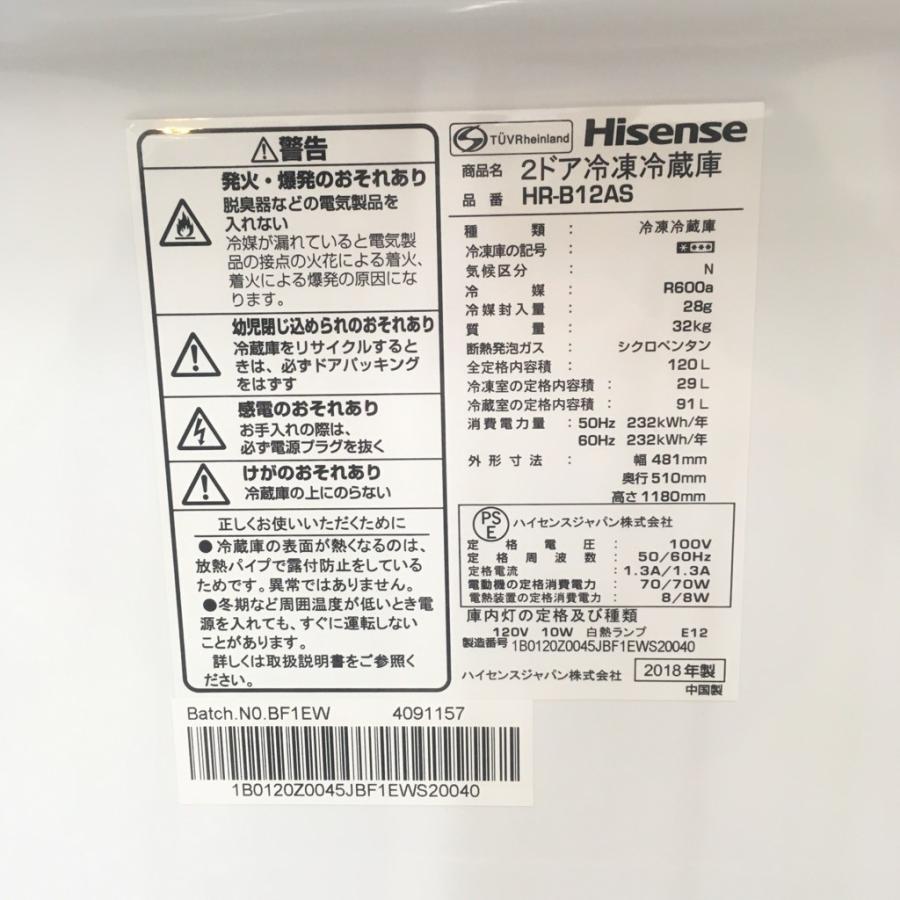 警告
発火・爆発のおそれあり
脱臭器などの電気製品を
入れない
冷媒が漏れていると電気製
品の接点の火花による着火、
着火による爆発の原因にな
ります。
幼児閉じ込められのおそれあり
冷蔵庫をリサイクルすると
きは、必ずドアパッキング
をはずす
感電のおそれあり
お手入れの際は、
必ず電源プラグを抜く
けがのおそれあり
冷蔵庫の上にのらない
正しくお使いいただくために
●冷蔵庫の表面が熱くなるのは、
放熱パイプで露付防止をしている
ためです。異常ではありません。
●冬期など周囲温度が低いとき電
源を入れても、すぐに運転しない
ことがあります。
詳しくは取扱説明書をご参照く
ださい。
TÜVRheinland Hisense
商品名 2ドア冷凍冷蔵庫
品番 HR-B12AS
種類 : 冷凍冷蔵庫
冷凍庫の記号 :
気候区分 : N
冷媒 : R600a
冷媒封入量 : 28g
質量 : 32kg
断熱発泡ガス : シクロペンタン
全定格内容積 : 120L
冷凍室の定格内容積 : 29L
冷蔵室の定格内容積 : 91L
消費電力量 : 50Hz 232kWh/年
60Hz 232kWh/年
外形寸法 : 幅 481mm
奥行 510mm
高さ 1180mm
PSE ハイセンスジャパン株式会社
定格電圧 : 100V
定格周波数 : 50/60Hz
定格電流 : 1.3A/1.3A
電動機の定格消費電力 : 70/70W
電熱装置の定格消費電力 : 8/8W
庫内灯の定格及び種類
120V 10W 白熱ランプ E12
製造番号 1B0120Z0045JBF1EWS20040
ハイセンスジャパン株式会社 2018年製
中国製
Batch.N0.BF1EW 4091157
1B0120Z0045JBF1EWS20040